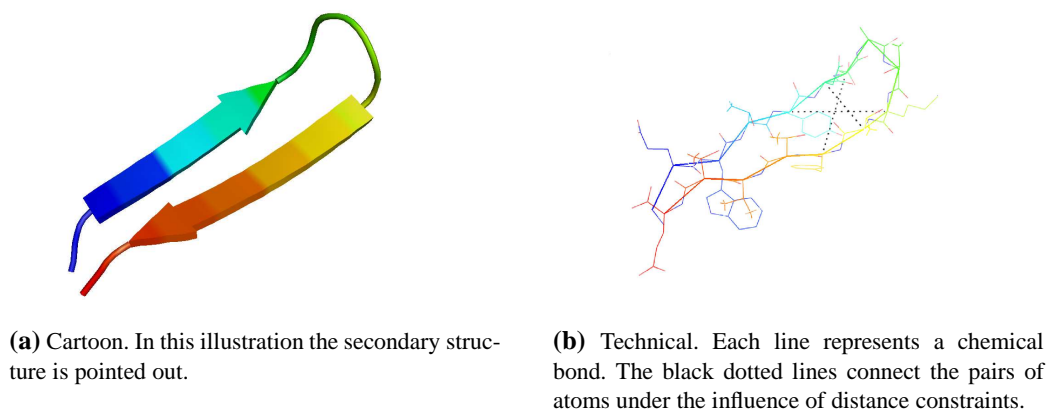 (a) Cartoon. In this illustration the secondary struc-
ture is pointed out.
(b) Technical. Each line represents a chemical
bond. The black dotted lines connect the pairs of
atoms under the influence of distance constraints.